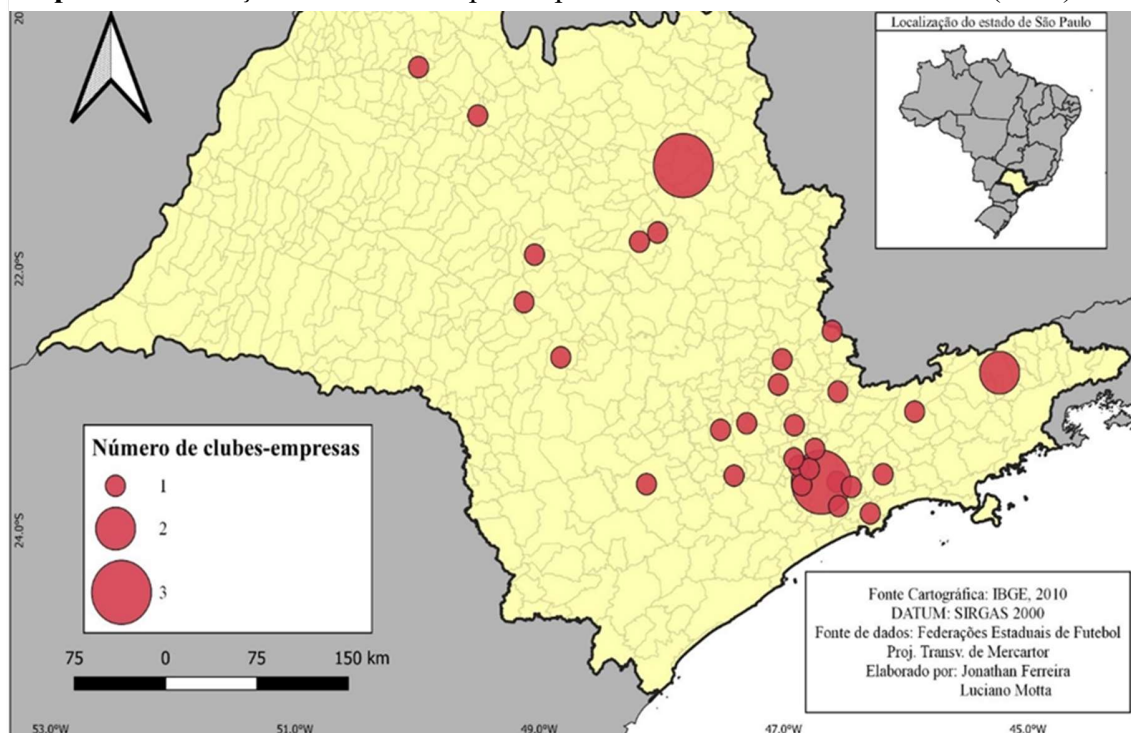 Localização do estado de São Paulo
20
22.0°S
24.0°S
Número de clubes-empresas
1
2
3
75 0 75 150 km
Fonte Cartográfica: IBGE, 2010
DATUM: SIRGAS 2000
Fonte de dados: Federações Estaduais de Futebol
Proj. Transv. de Mercartor
Elaborado por: Jonathan Ferreira
Luciano Motta
53.0°W 51.0°W 49.0°W 47.0°W 45.0°W